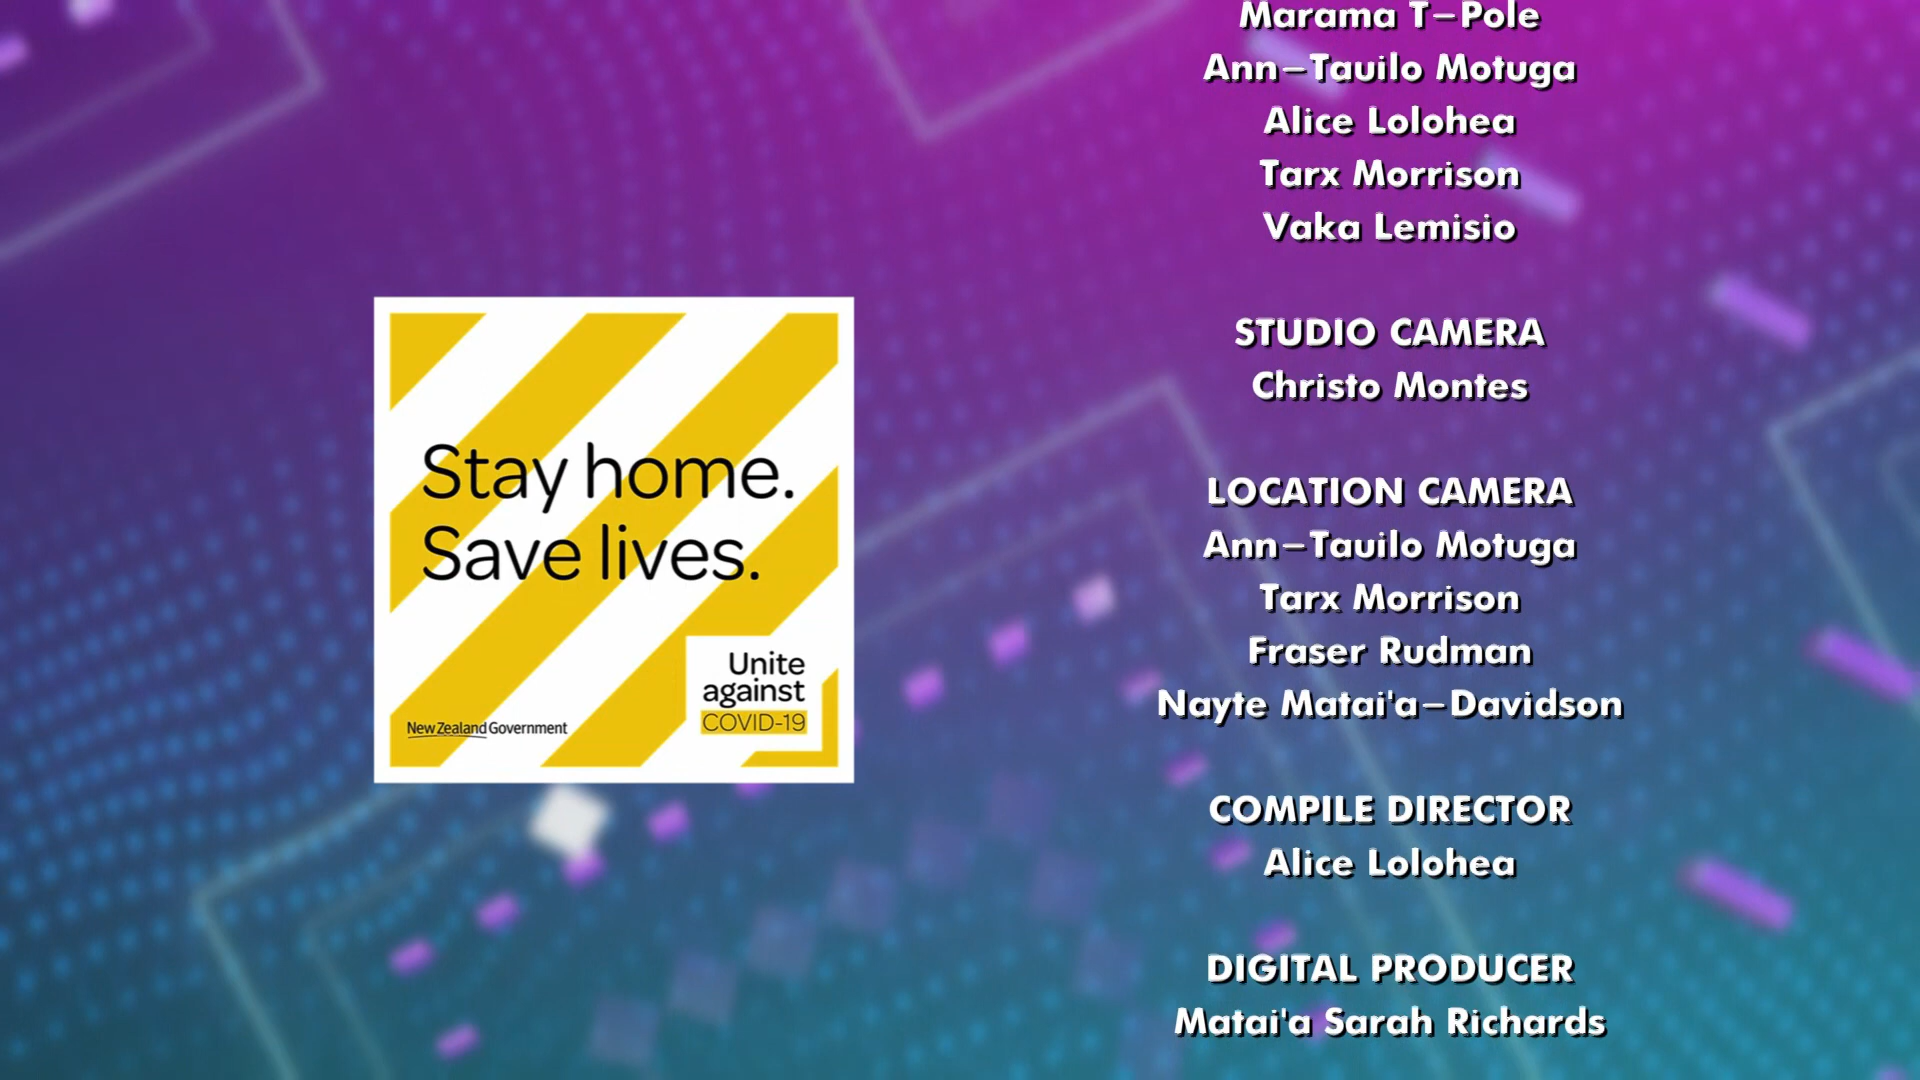 Stay home.
Save lives.
Unite
against
COVID-19
New Zealand Government
Marama T-Pole
Ann-Tauilo Motuga
Alice Lolohea
Tarx Morrison
Vaka Lemisio
STUDIO CAMERA
Christo Montes
LOCATION CAMERA
Ann-Tauilo Motuga
Tarx Morrison
Fraser Rudman
Nayte Matai'a-Davidson
COMPILE DIRECTOR
Alice Lolohea
DIGITAL PRODUCER
Matai'a Sarah Richards